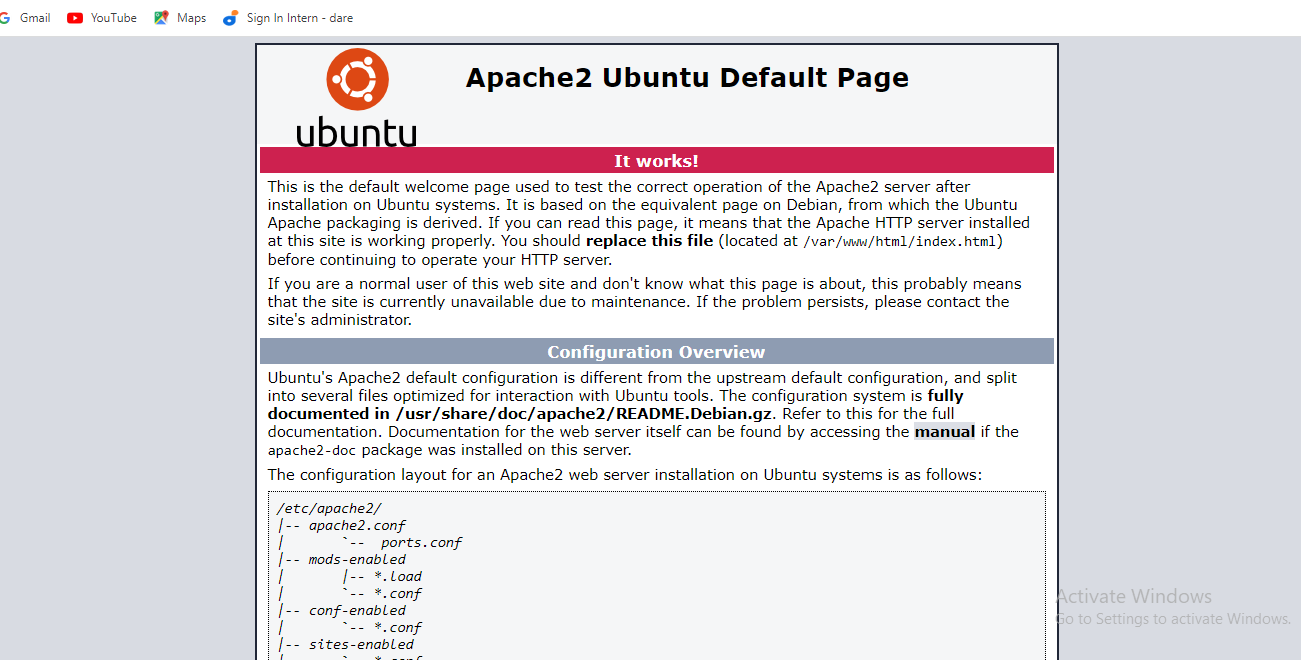 Gmail YouTube Maps Sign In Intern - dare
Apache2 Ubuntu Default Page
ubuntu
It works!
This is the default welcome page used to test the correct operation of the Apache2 server after
installation on Ubuntu systems. It is based on the equivalent page on Debian, from which the Ubuntu
Apache packaging is derived. If you can read this page, it means that the Apache HTTP server installed
at this site is working properly. You should replace this file (located at /var/www/html/index.html)
before continuing to operate your HTTP server.
If you are a normal user of this web site and don't know what this page is about, this probably means
that the site is currently unavailable due to maintenance. If the problem persists, please contact the
site's administrator.
Configuration Overview
Ubuntu's Apache2 default configuration is different from the upstream default configuration, and split
into several files optimized for interaction with Ubuntu tools. The configuration system is fully
documented in /usr/share/doc/apache2/README.Debian.gz. Refer to this for the full
documentation. Documentation for the web server itself can be found by accessing the manual if the
apache2-doc package was installed on this server.
The configuration layout for an Apache2 web server installation on Ubuntu systems is as follows:
/etc/apache2/
|-- apache2.conf
|       `--  ports.conf
|-- mods-enabled
|       |-- *.load
|       `-- *.conf
|-- conf-enabled
|       `-- *.conf
|-- sites-enabled
|       `-- *.conf
Activate Windows
Go to Settings to activate Windows.